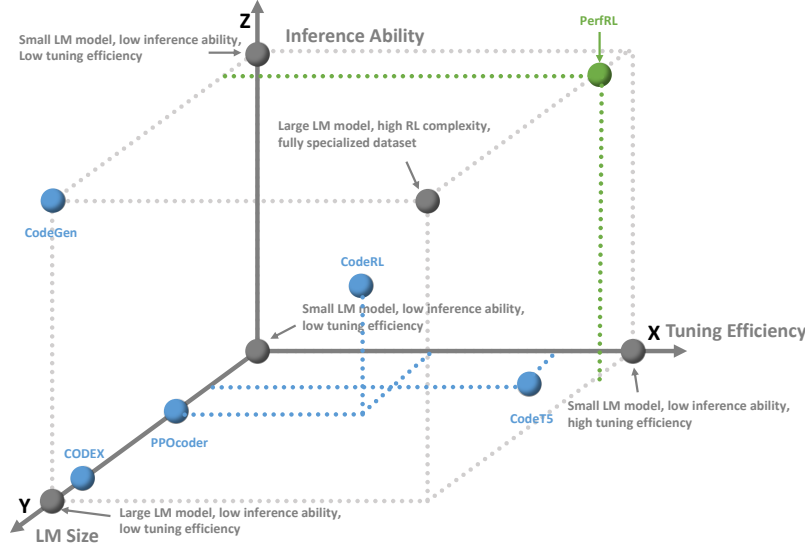 Z
Inference Ability
PerfRL
Small LM model, low inference ability,
Low tuning efficiency
Large LM model, high RL complexity,
fully specialized dataset
CodeGen
CodeRL
Small LM model, low inference ability,
low tuning efficiency
X
Tuning Efficiency
CodeT5
Small LM model, low inference ability,
high tuning efficiency
PPOcoder
CODEX
Y
Large LM model, low inference ability,
low tuning efficiency
LM Size